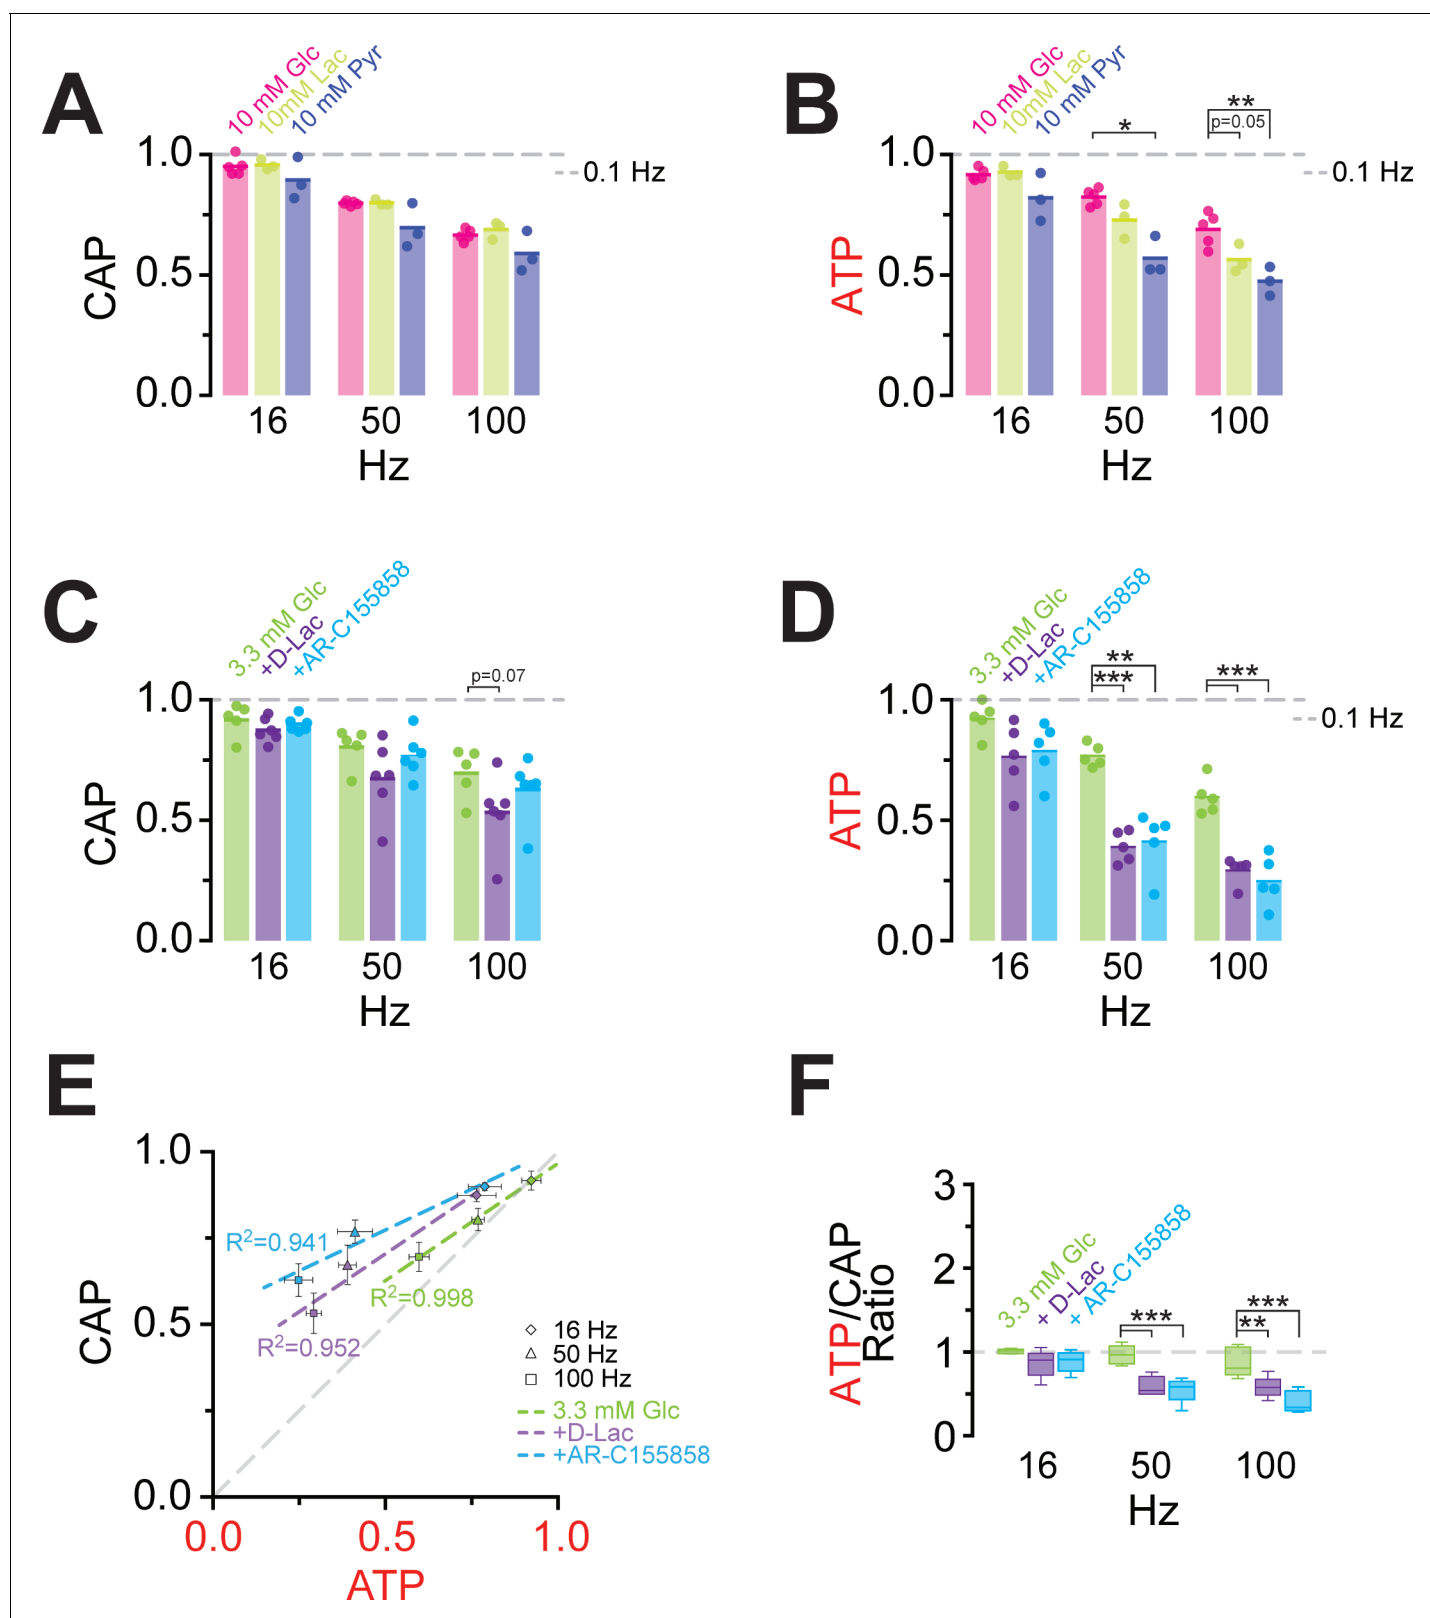 A
10 mM Glc
10mM Lac
10 mM Pyr
1.0
0.5
0.0
CAP
0.1 Hz
16 50 100
Hz
B
10 mM Glc
10mM Lac
10 mM Pyr
*
**
p=0.05
1.0
0.5
0.0
ATP
0.1 Hz
16 50 100
Hz
C
3.3 mM Glc
+D-Lac
+AR-C155858
p=0.07
1.0
0.5
0.0
CAP
16 50 100
Hz
D
3.3 mM Glc
+D-Lac
+AR-C155858
**
***
***
1.0
0.5
0.0
ATP
0.1 Hz
16 50 100
Hz
E
1.0
0.5
0.0
CAP
R2=0.941
R2=0.998
R2=0.952
16 Hz
50 Hz
100 Hz
3.3 mM Glc
+D-Lac
+AR-C155858
0.0 0.5 1.0
ATP
F
3
2
1
0
ATP/CAP
Ratio
3.3 mM Glc
+ D-Lac
+ AR-C155858
***
***
**
16 50 100
Hz